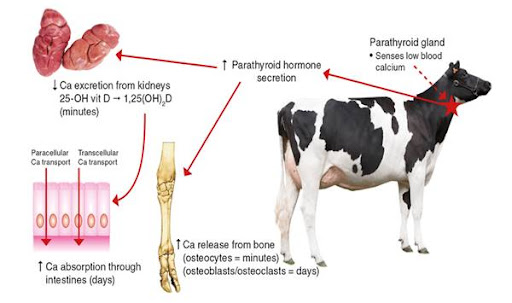 Parathyroid gland
• Senses low blood
calcium
↑ Parathyroid hormone
secretion
↓ Ca excretion from kidneys
25-OH vit D → 1,25(OH)₂D
(minutes)
Paracellular
Ca transport
Transcellular
Ca transport
↑ Ca absorption through
intestines (days)
↑ Ca release from bone
(osteocytes = minutes)
(osteoblasts/osteoclasts = days)